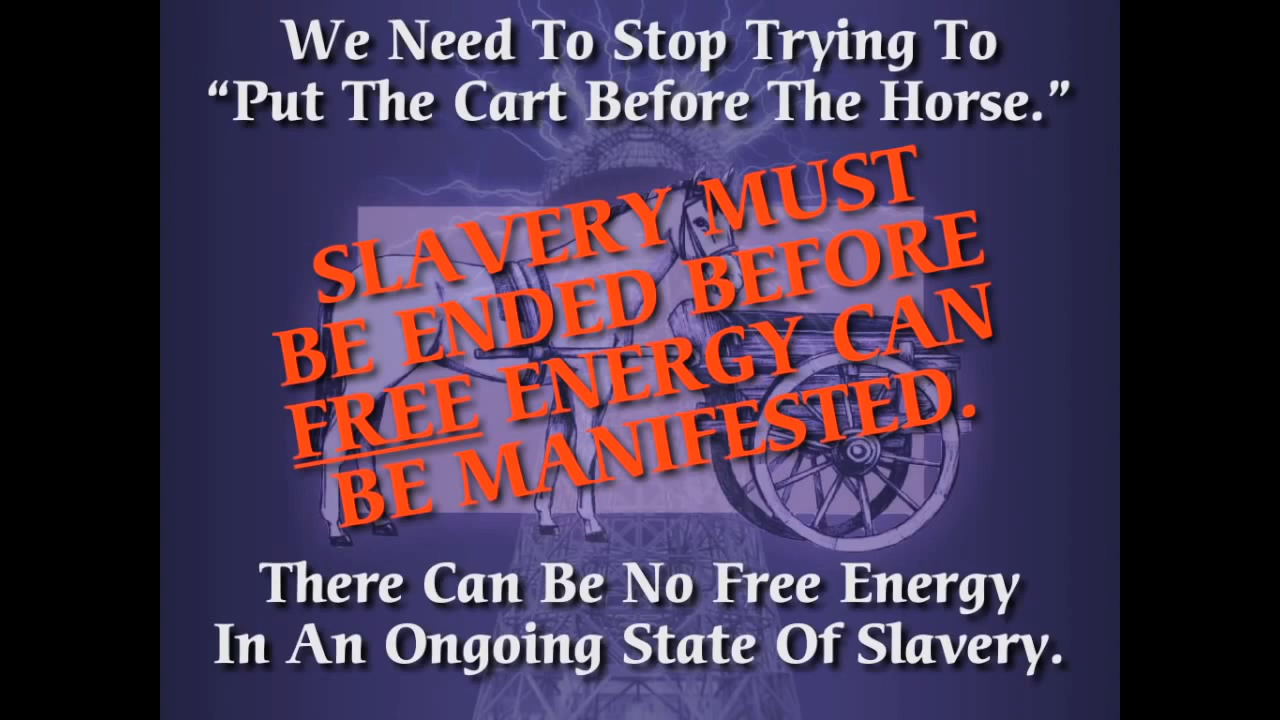 We Need To Stop Trying To
“Put The Cart Before The Horse.”
SLAVERY MUST
BE ENDED BEFORE
FREE ENERGY CAN
BE MANIFESTED.
There Can Be No Free Energy
In An Ongoing State Of Slavery.